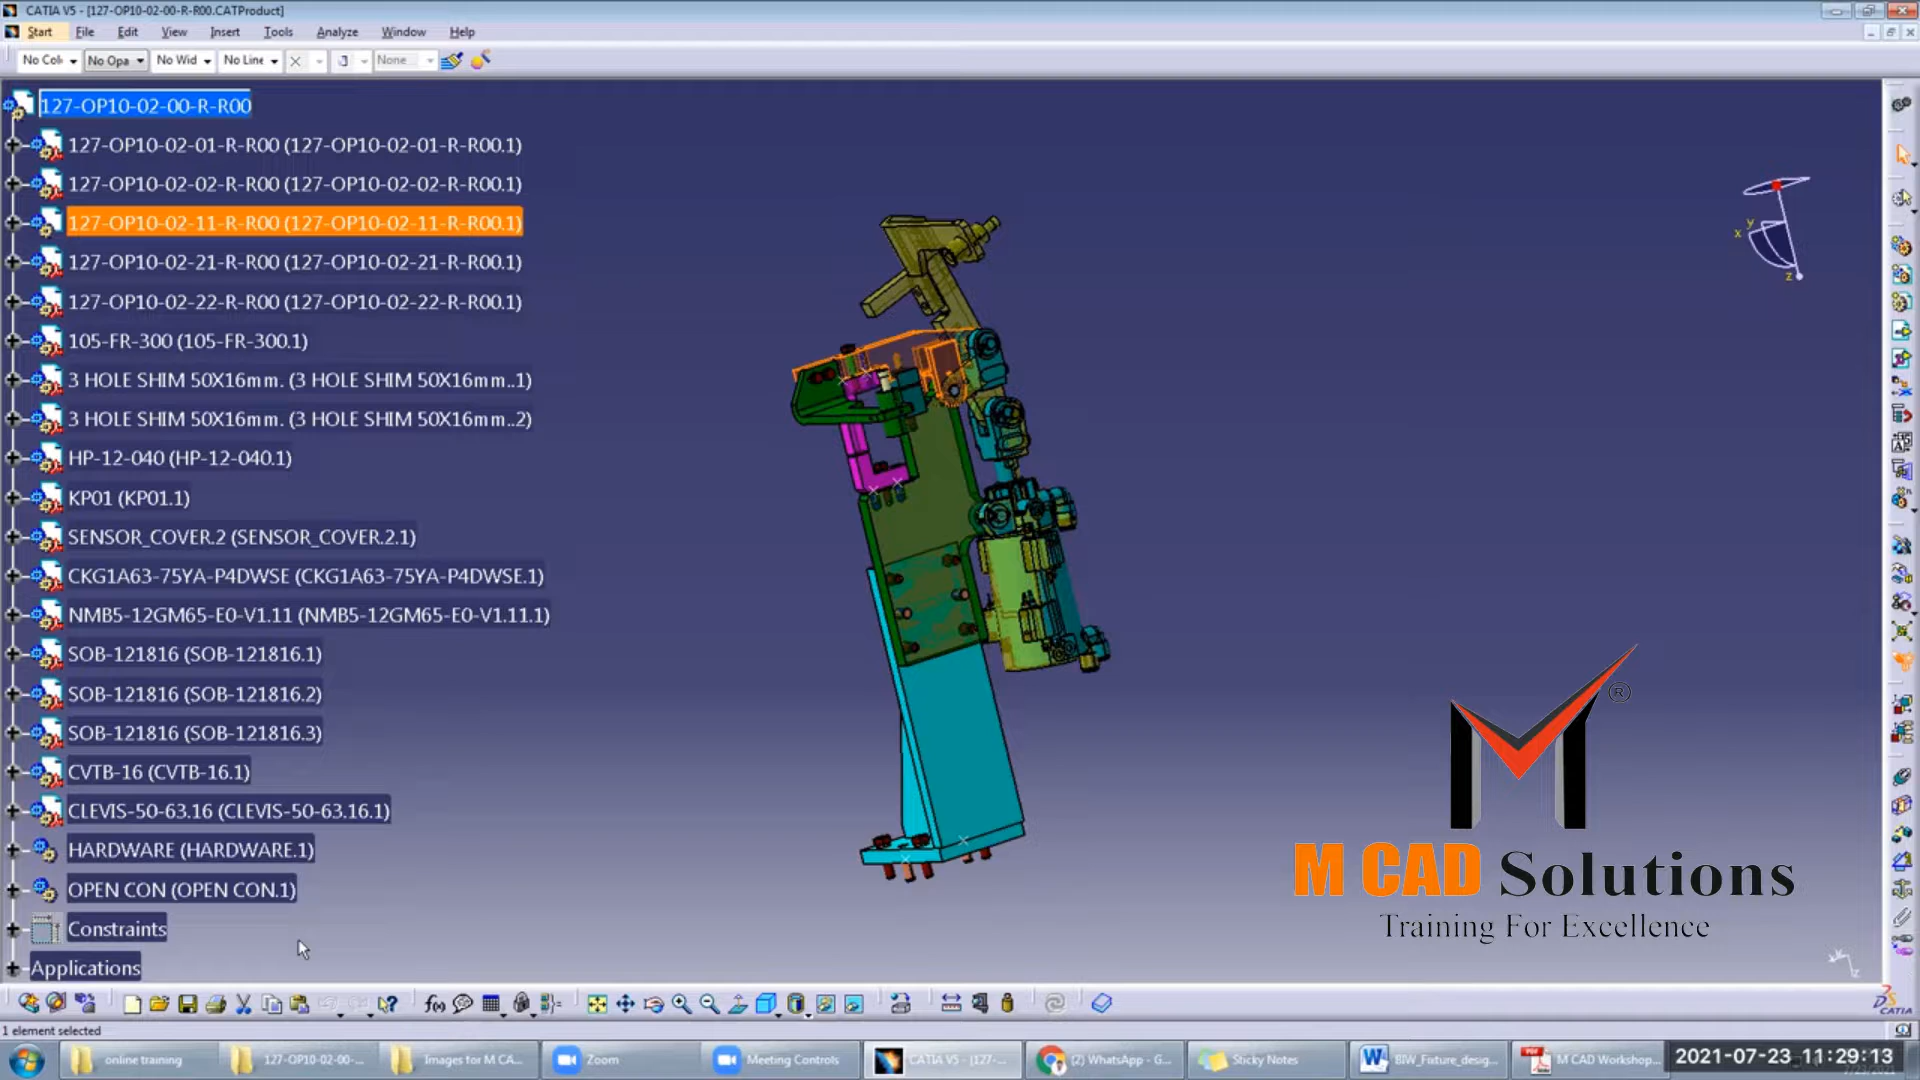 CATIA V5 - [127-OP10-02-00-R-R00.CATProduct]
Start File Edit View Insert Tools Analyze Window Help
No Col No Opa No Wid No Line None
127-OP10-02-00-R-R00
127-OP10-02-01-R-R00 (127-OP10-02-01-R-R00.1)
127-OP10-02-02-R-R00 (127-OP10-02-02-R-R00.1)
127-OP10-02-11-R-R00 (127-OP10-02-11-R-R00.1)
127-OP10-02-21-R-R00 (127-OP10-02-21-R-R00.1)
127-OP10-02-22-R-R00 (127-OP10-02-22-R-R00.1)
105-FR-300 (105-FR-300.1)
3 HOLE SHIM 50X16mm. (3 HOLE SHIM 50X16mm..1)
3 HOLE SHIM 50X16mm. (3 HOLE SHIM 50X16mm..2)
HP-12-040 (HP-12-040.1)
KP01 (KP01.1)
SENSOR_COVER.2 (SENSOR_COVER.2.1)
CKG1A63-75YA-P4DWSE (CKG1A63-75YA-P4DWSE.1)
NMB5-12GM65-E0-V1.11 (NMB5-12GM65-E0-V1.11.1)
SOB-121816 (SOB-121816.1)
SOB-121816 (SOB-121816.2)
SOB-121816 (SOB-121816.3)
CVTB-16 (CVTB-16.1)
CLEVIS-50-63.16 (CLEVIS-50-63.16.1)
HARDWARE (HARDWARE.1)
OPEN CON (OPEN CON.1)
Constraints
Applications
x y
z
®
M CAD Solutions
Training For Excellence
CATIA
1 element selected
online training 127-OP10-02-00-... Images for M CA... Zoom Meeting Controls CATIA V5 - [127-... (2) WhatsApp - G... Sticky Notes BIW_Fixture_desig... M CAD Workshop... 2021-07-23 11:29:13